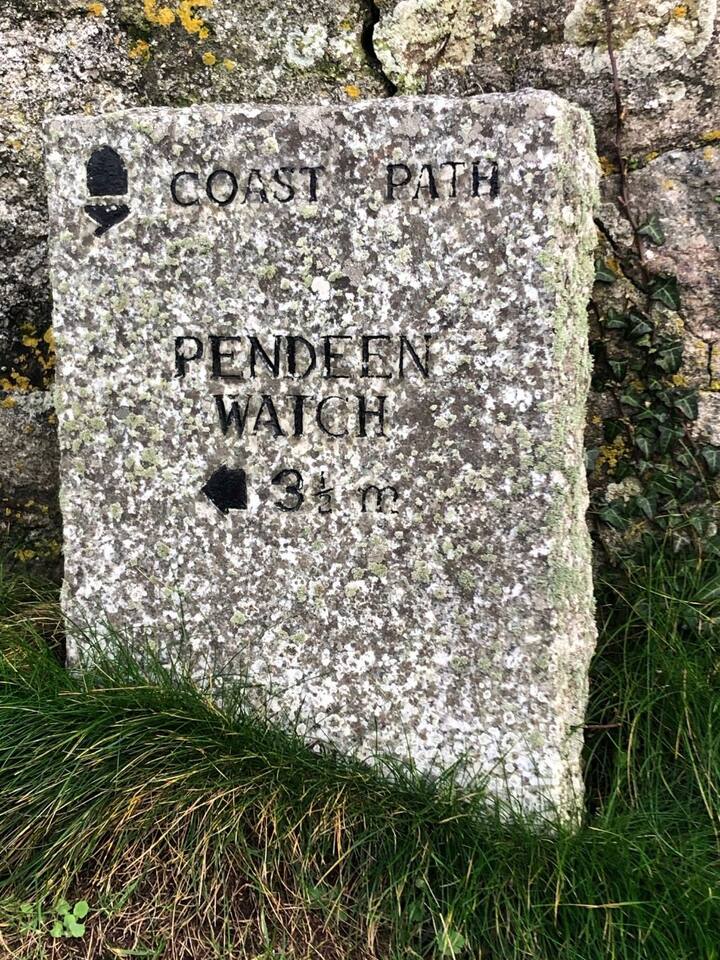 COAST PATH
PENDEEN
WATCH
3½ m